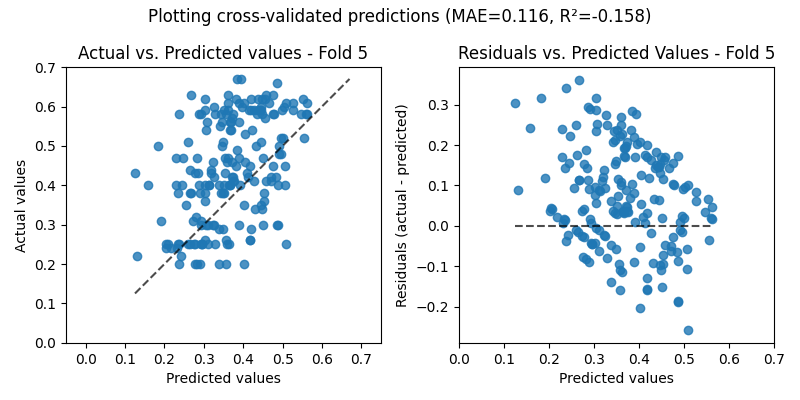 Plotting cross-validated predictions (MAE=0.116, R²=-0.158)
Actual vs. Predicted values - Fold 5
Residuals vs. Predicted Values - Fold 5
Actual values
0.7
0.6
0.5
0.4
0.3
0.2
0.1
0.0
0.0 0.1 0.2 0.3 0.4 0.5 0.6 0.7
Predicted values
Residuals (actual - predicted)
0.3
0.2
0.1
0.0
−0.1
−0.2
0.0 0.1 0.2 0.3 0.4 0.5 0.6 0.7
Predicted values